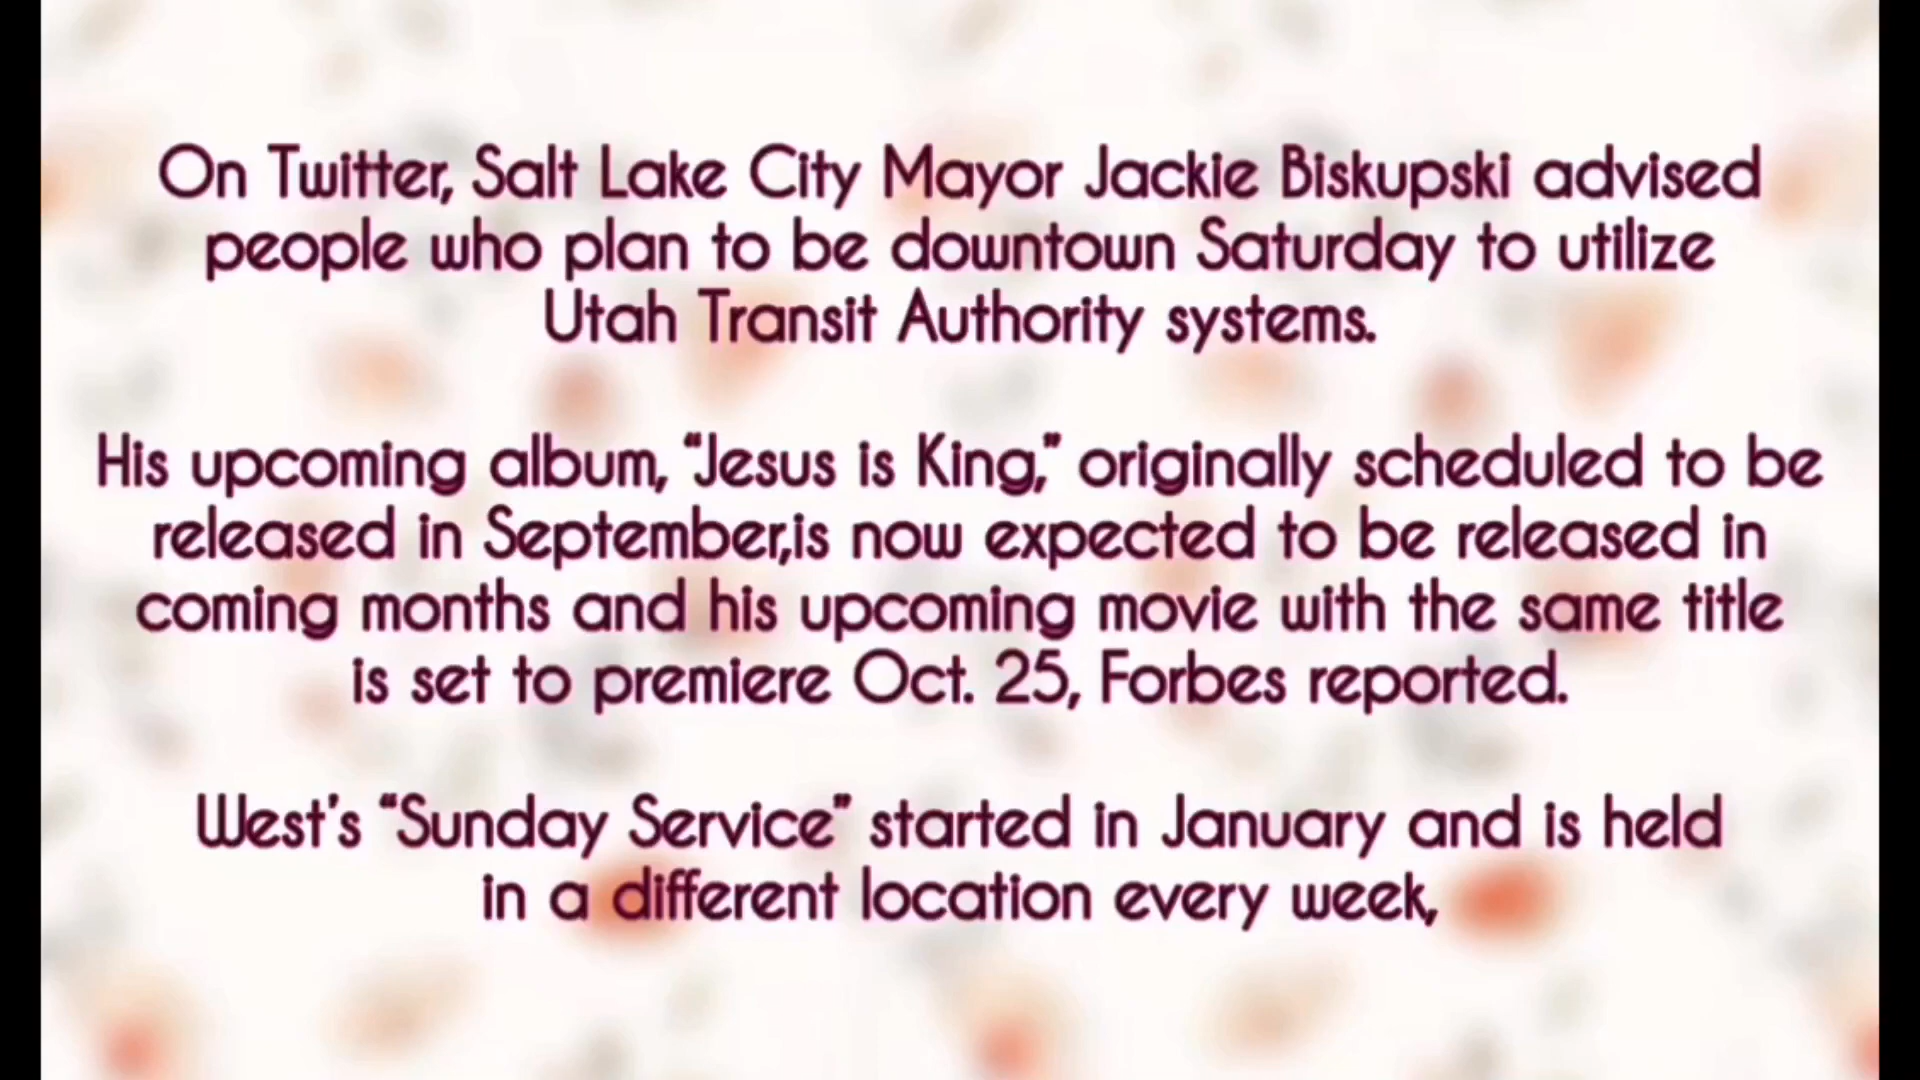 On Twitter, Salt Lake City Mayor Jackie Biskupski advised
people who plan to be downtown Saturday to utilize
Utah Transit Authority systems.
His upcoming album, “Jesus is King,” originally scheduled to be
released in September,is now expected to be released in
coming months and his upcoming movie with the same title
is set to premiere Oct. 25, Forbes reported.
West’s “Sunday Service” started in January and is held
in a different location every week,